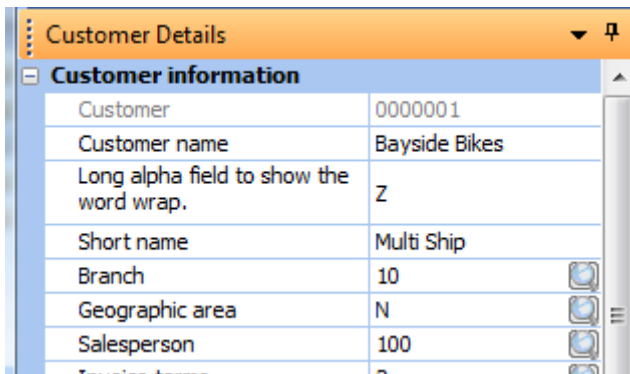 Customer Details
Customer information
Customer 0000001
Customer name Bayside Bikes
Long alpha field to show the
word wrap. Z
Short name Multi Ship
Branch 10
Geographic area N
Salesperson 100